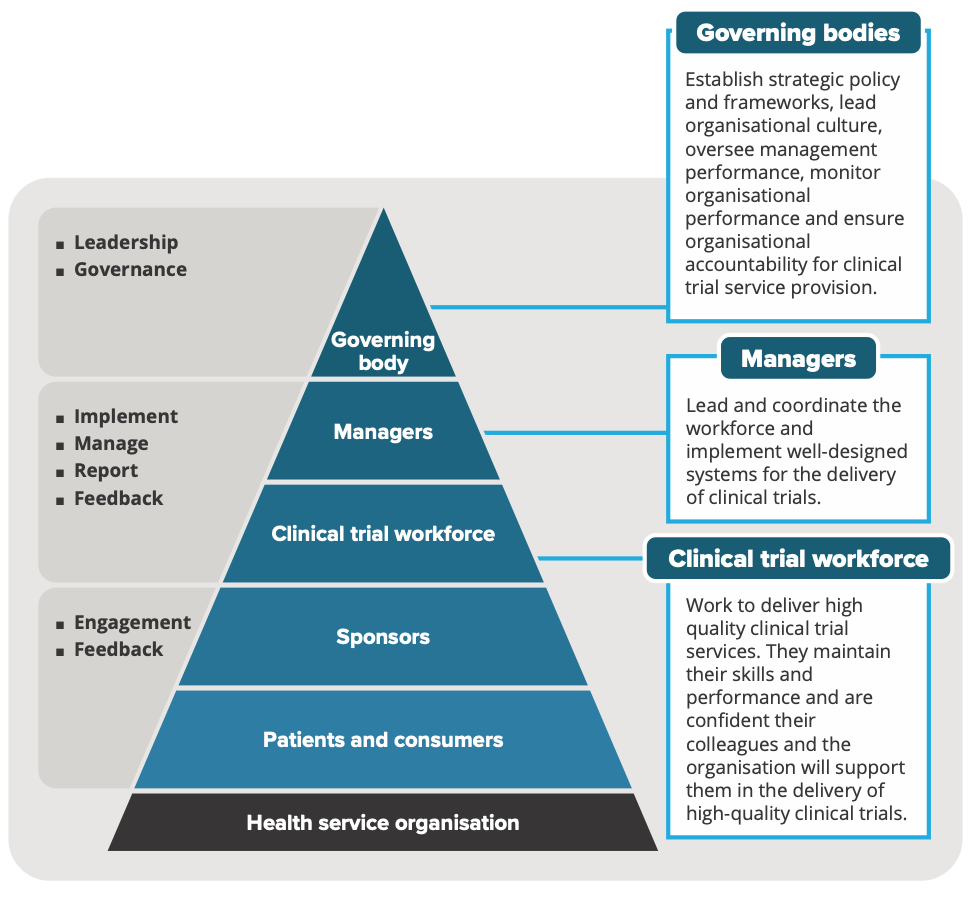 Governing bodies
Establish strategic policy
and frameworks, lead
organisational culture,
oversee management
performance, monitor
organisational
performance and ensure
organisational
accountability for clinical
trial service provision.
▪ Leadership
▪ Governance
Governing
body
Managers
Lead and coordinate the
workforce and
implement well-designed
systems for the delivery
of clinical trials.
▪ Implement
▪ Manage
▪ Report
▪ Feedback
Managers
Clinical trial workforce
Clinical trial workforce
Work to deliver high
quality clinical trial
services. They maintain
their skills and
performance and are
confident their
colleagues and the
organisation will support
them in the delivery of
high-quality clinical trials.
▪ Engagement
▪ Feedback
Sponsors
Patients and consumers
Health service organisation